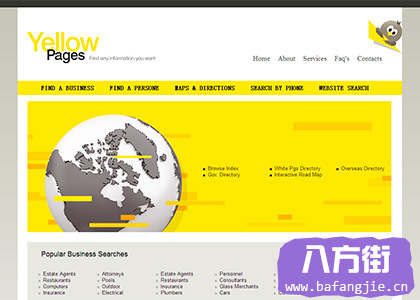 Yellow
Pages
Find any information you want
Home About Services Faq's Contacts
FIND A BUSINESS FIND A PERSONE MAPS & DIRECTIONS SEARCH BY PHONE WEBSITE SEARCH
Browse Index White Pgs Directory Overseas Directory
Gov. Directory Interactive Road Map
Popular Business Searches
Estate Agents Attorneys Estate Agents Personnel
Restaurants Pools Restaurants Consultants
Computers Outdoor Insurance Glass Merchants
Insurance Electrical Plumbers Cars
八方街
www.bafangjie.cn